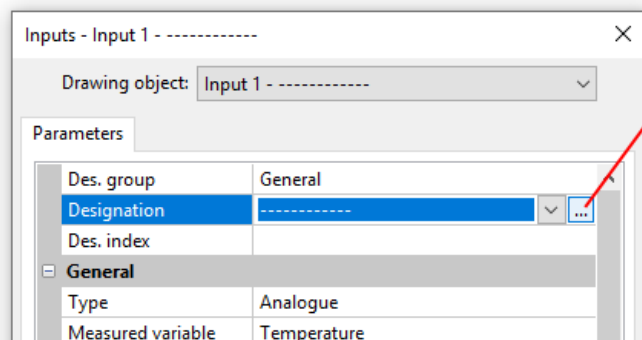 Inputs - Input 1 - ------------
Drawing object: Input 1 - ------------
Parameters
Des. group General
Designation ------------ ...
Des. index
General
Type Analogue
Measured variable Temperature